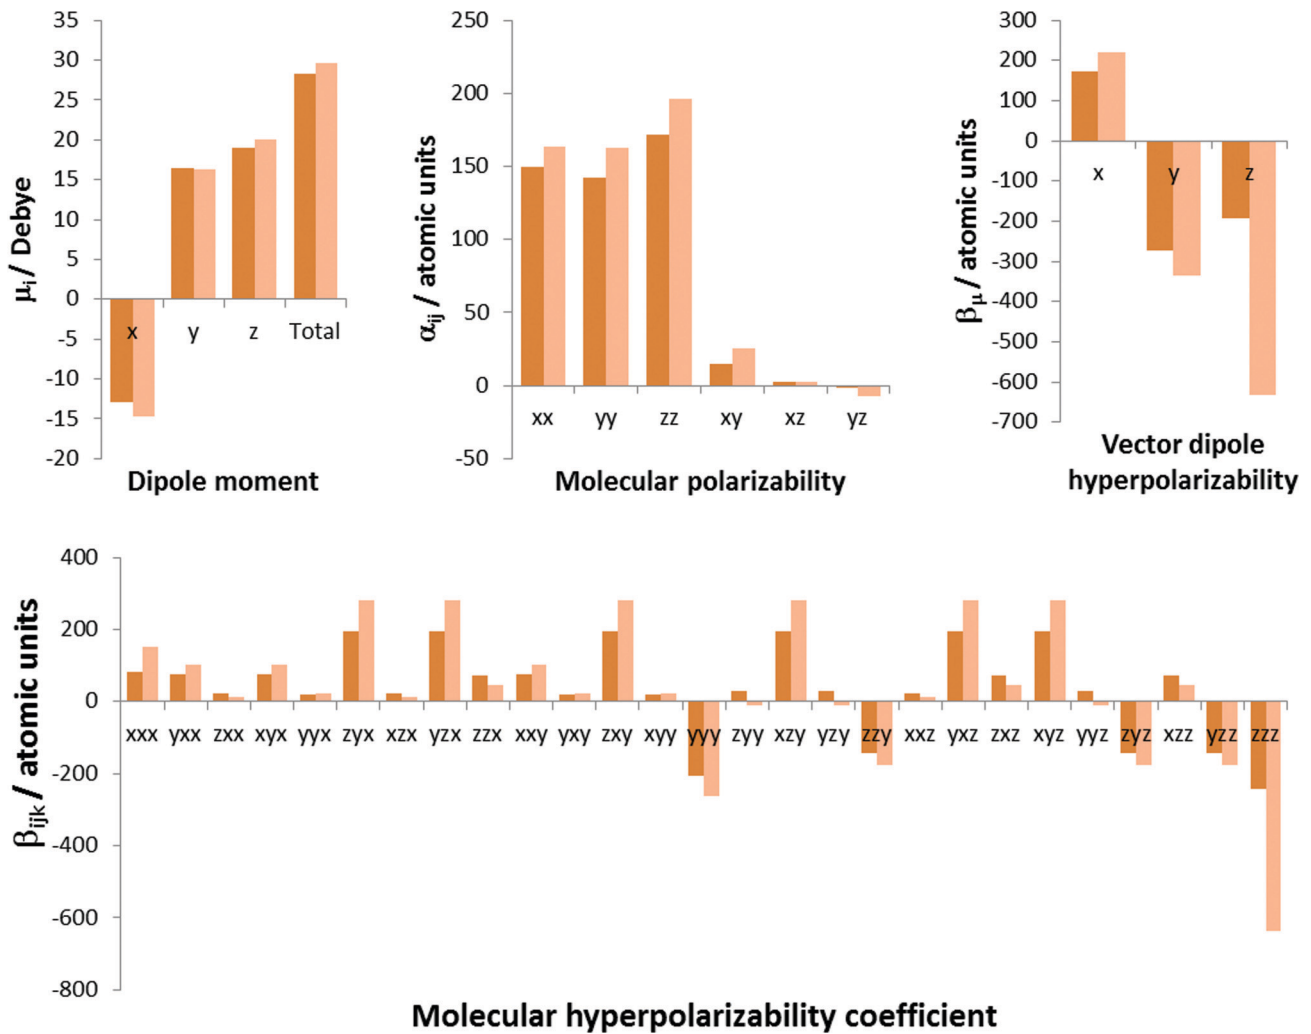 35
30
25
20
15
10
5
0
-5
-10
-15
-20
μi / Debye
x y z Total
Dipole moment
250
200
150
100
50
0
-50
αij / atomic units
xx yy zz xy xz yz
Molecular polarizability
300
200
100
0
-100
-200
-300
-400
-500
-600
-700
βμ / atomic units
x y z
Vector dipole
hyperpolarizability
400
200
0
-200
-400
-600
-800
βijk / atomic units
xxx yxx zxx xyx yyx zyx xzx yzx zzx xxy yxy zxy xyy yyy zyy xzy yzy zzy xxz yxz zxz xyz yyz zyz xzz yzz zzz
Molecular hyperpolarizability coefficient